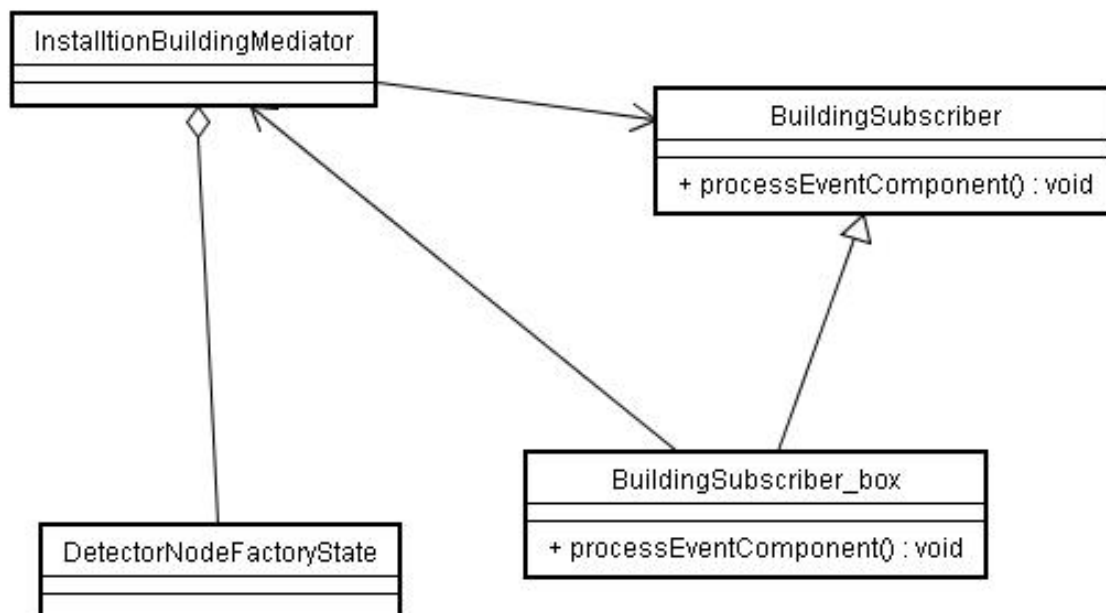 InstalltionBuildingMediator
BuildingSubscriber
+ processEventComponent() : void
BuildingSubscriber_box
+ processEventComponent() : void
DetectorNodeFactoryState